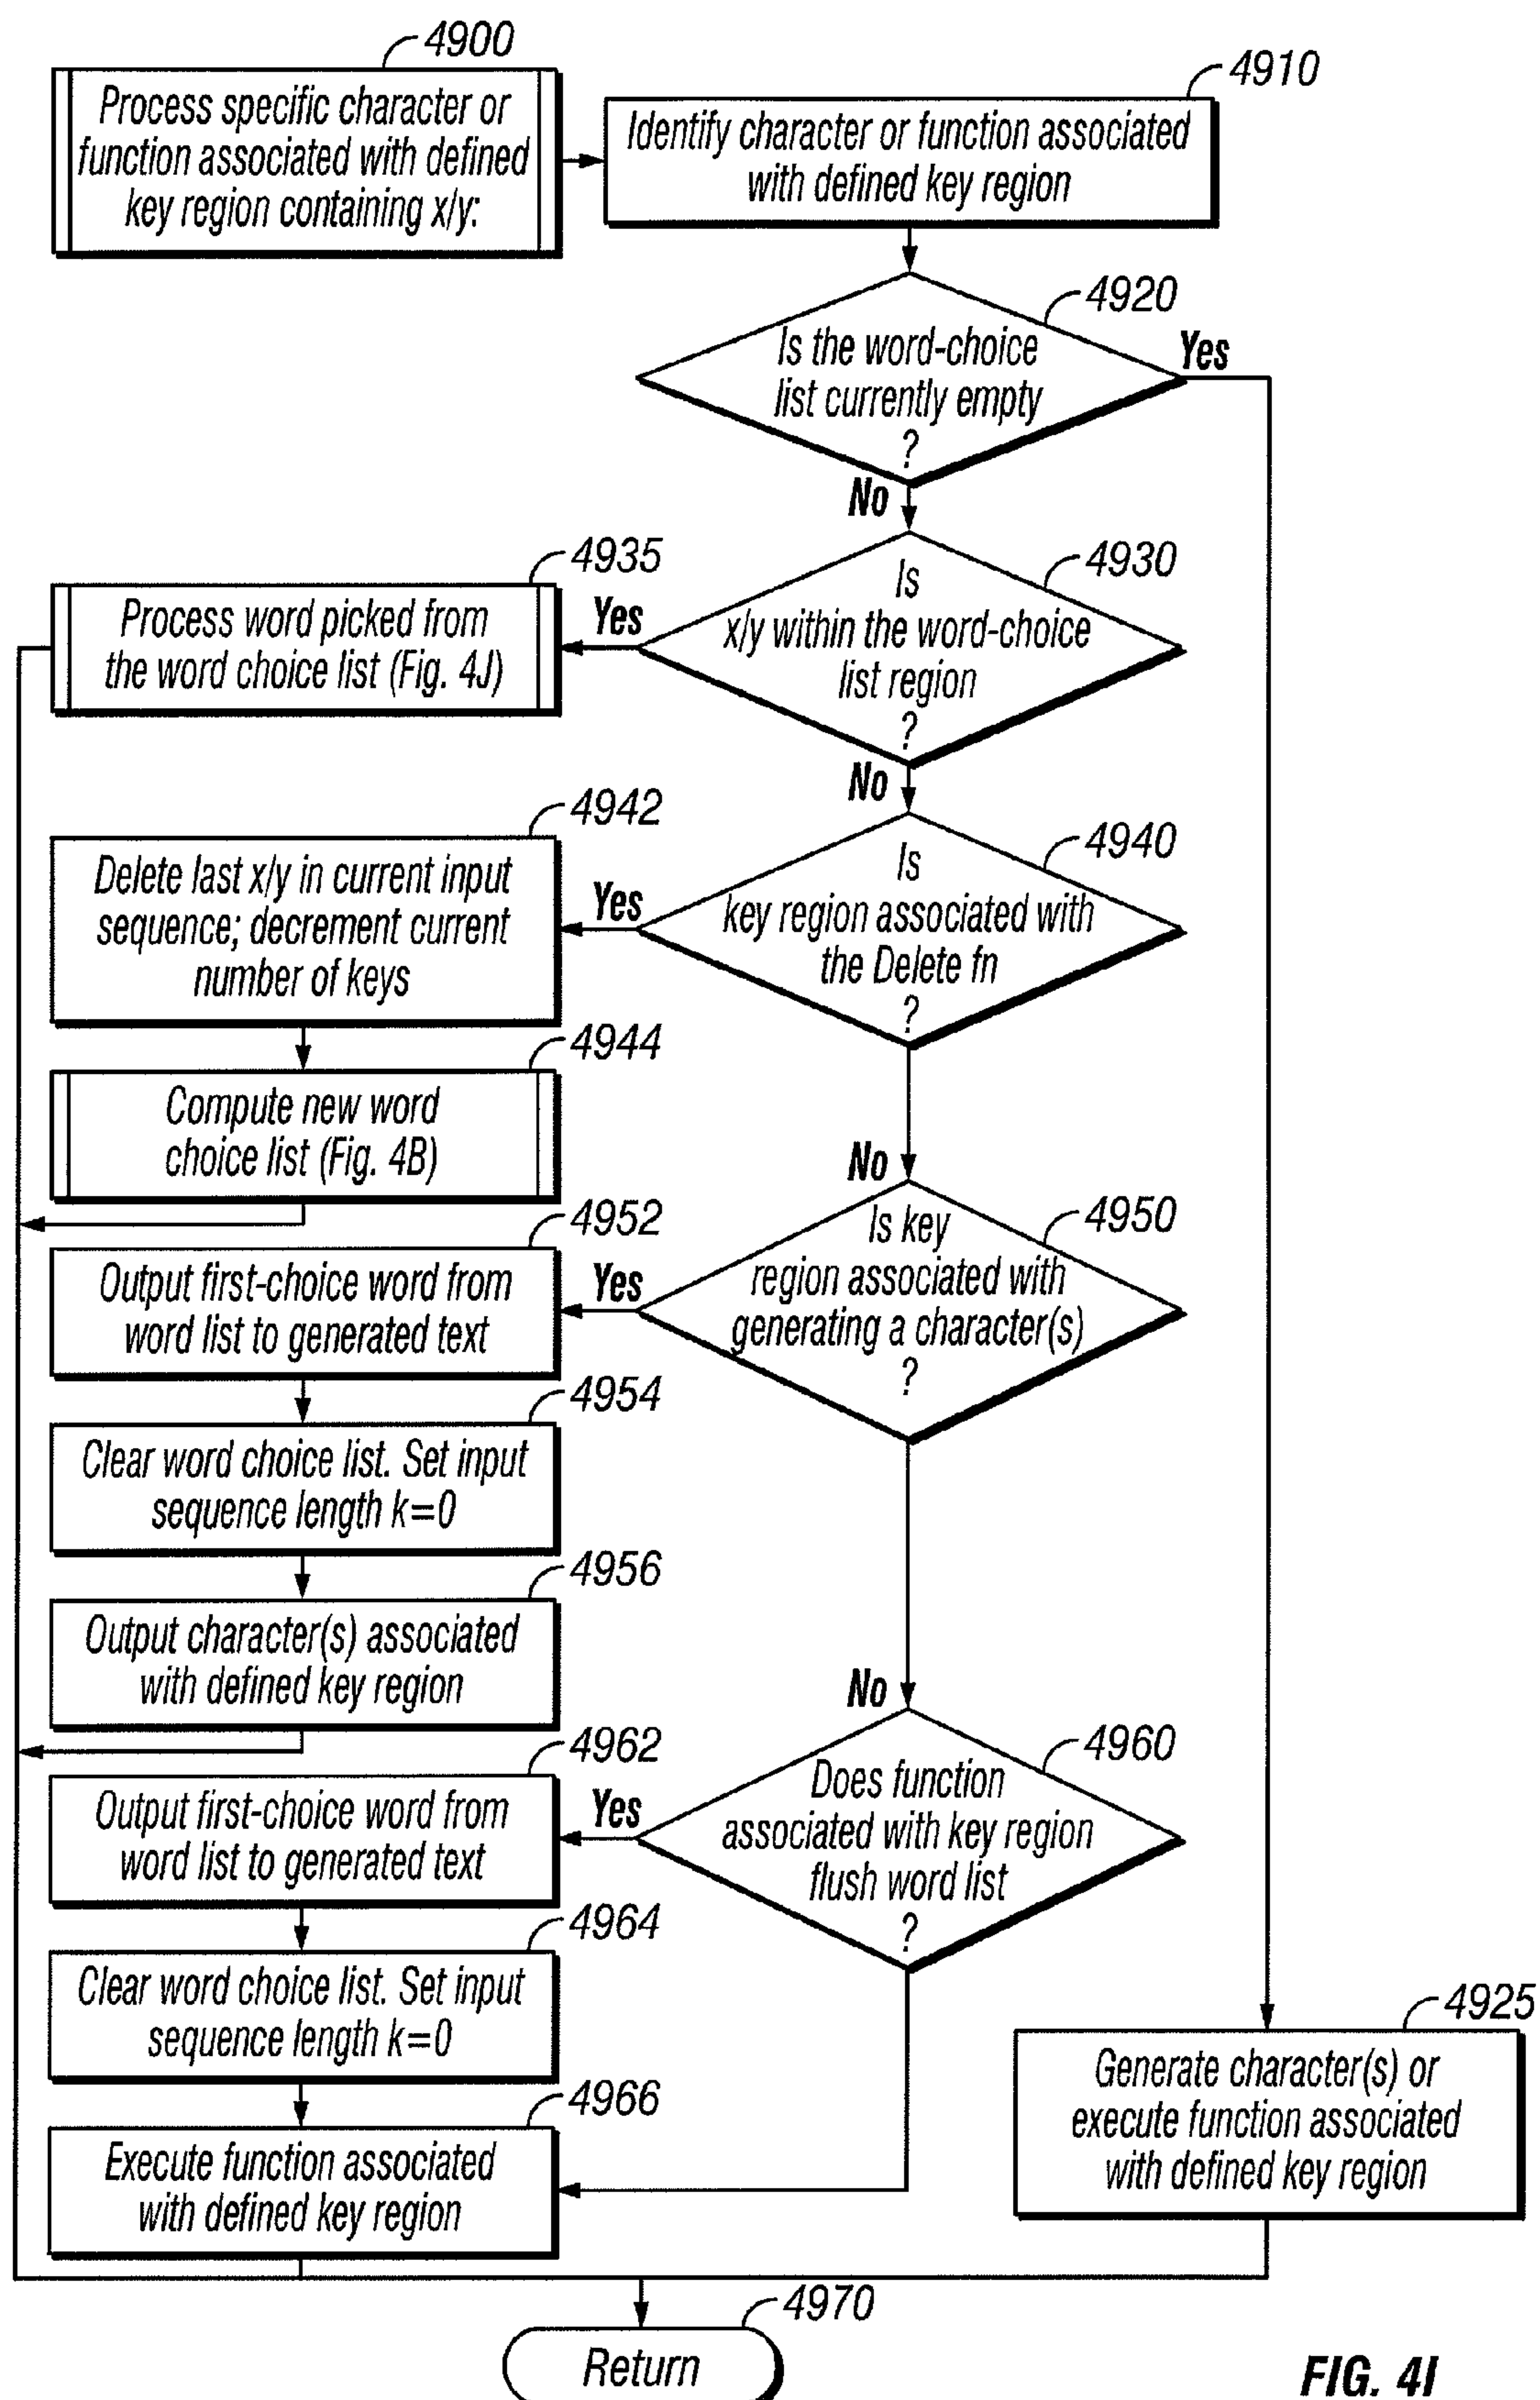 4900
Process specific character or
function associated with defined
key region containing x/y:
4910
Identify character or function associated
with defined key region
4920
Is the word-choice
list currently empty
?
Yes
No
4930
Is
x/y within the word-choice
list region
?
Yes
4935
Process word picked from
the word choice list (Fig. 4J)
No
4940
Is
key region associated with
the Delete fn
?
Yes
4942
Delete last x/y in current input
sequence; decrement current
number of keys
4944
Compute new word
choice list (Fig. 4B)
No
4950
Is key
region associated with
generating a character(s)
?
Yes
4952
Output first-choice word from
word list to generated text
4954
Clear word choice list. Set input
sequence length k=0
4956
Output character(s) associated
with defined key region
No
4960
Does function
associated with key region
flush word list
?
Yes
4962
Output first-choice word from
word list to generated text
4964
Clear word choice list. Set input
sequence length k=0
4966
Execute function associated
with defined key region
4925
Generate character(s) or
execute function associated
with defined key region
4970
Return
FIG. 4I